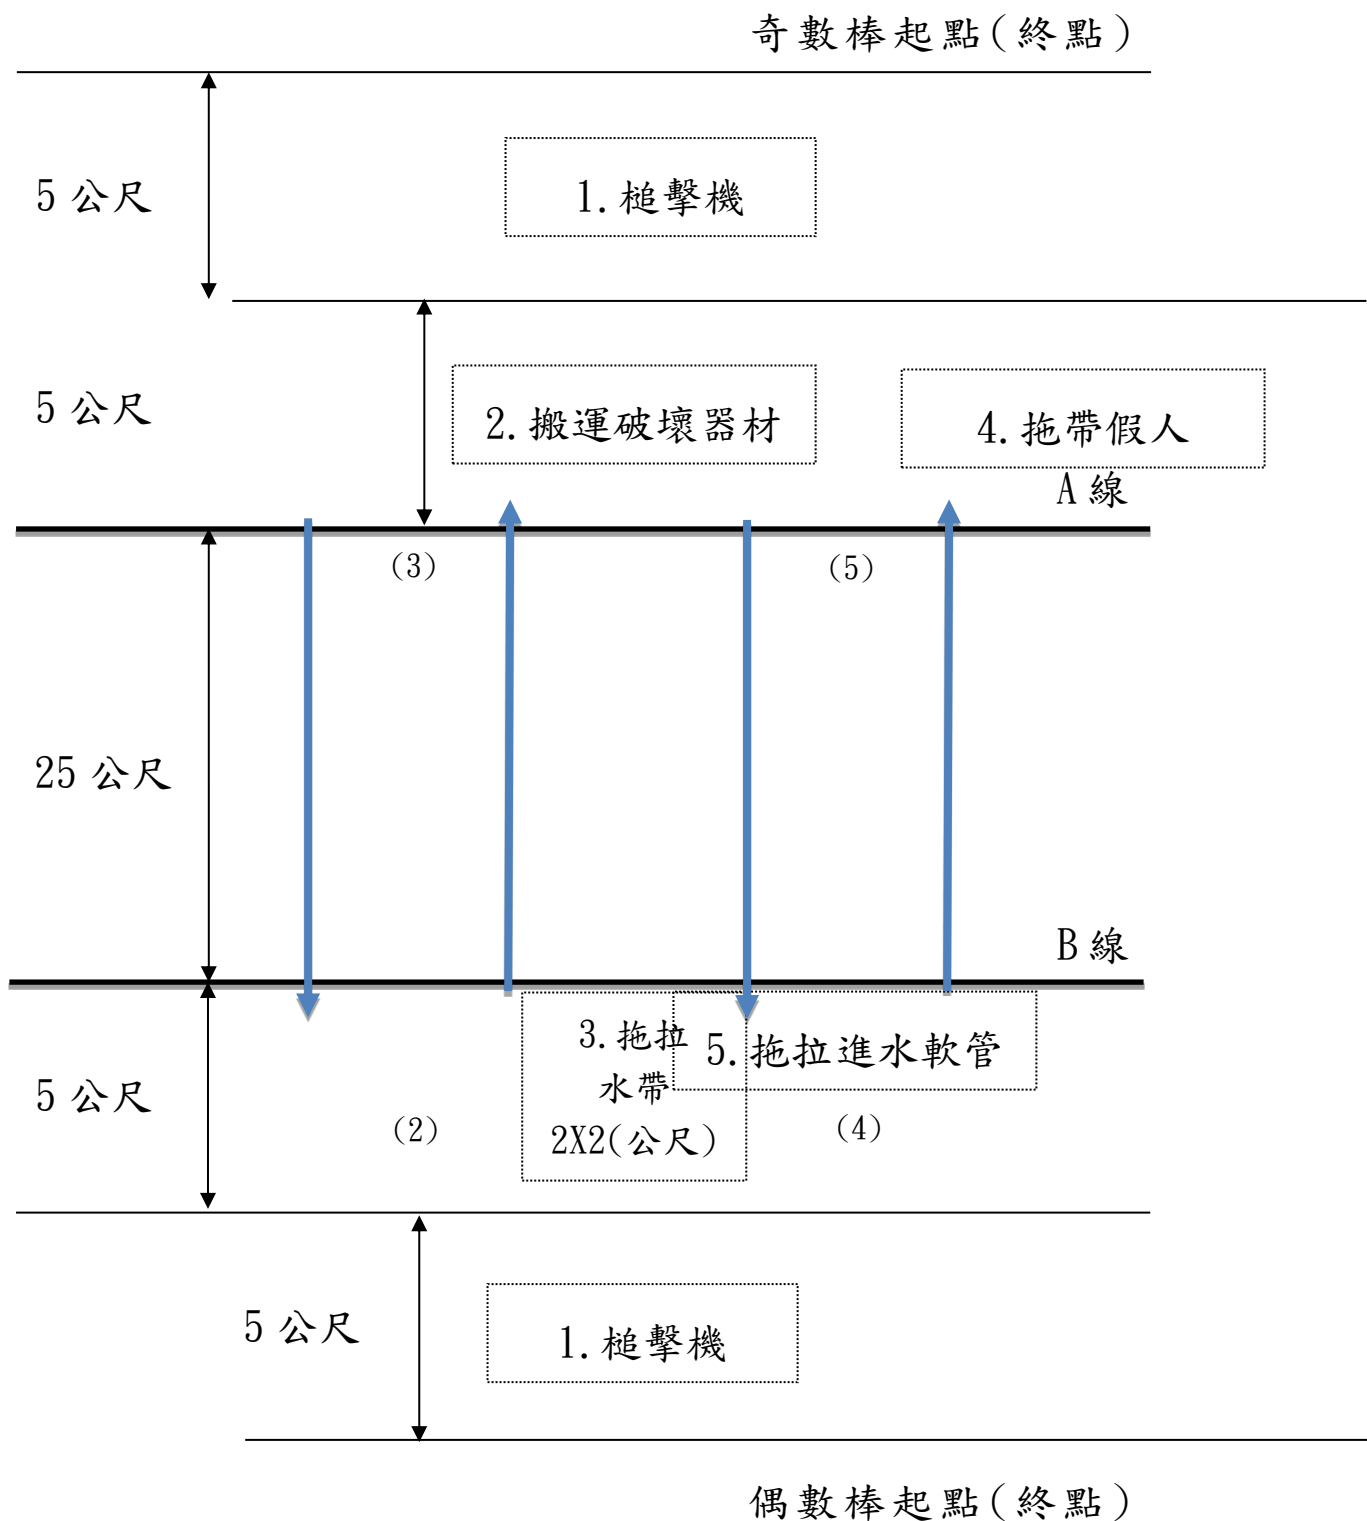 奇數棒起點(終點)
5 公尺
1.槌擊機
5 公尺
2.搬運破壞器材
4.拖帶假人
A 線
(3)
(5)
25 公尺
B 線
3.拖拉
水帶
2X2(公尺)
5.拖拉進水軟管
5 公尺
(2)
(4)
5 公尺
1.槌擊機
偶數棒起點(終點)